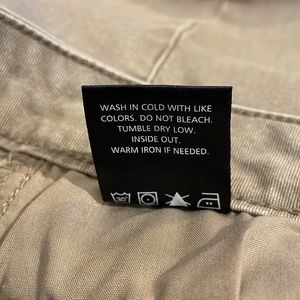 WASH IN COLD WITH LIKE
COLORS. DO NOT BLEACH.
TUMBLE DRY LOW.
INSIDE OUT.
WARM IRON IF NEEDED.
30